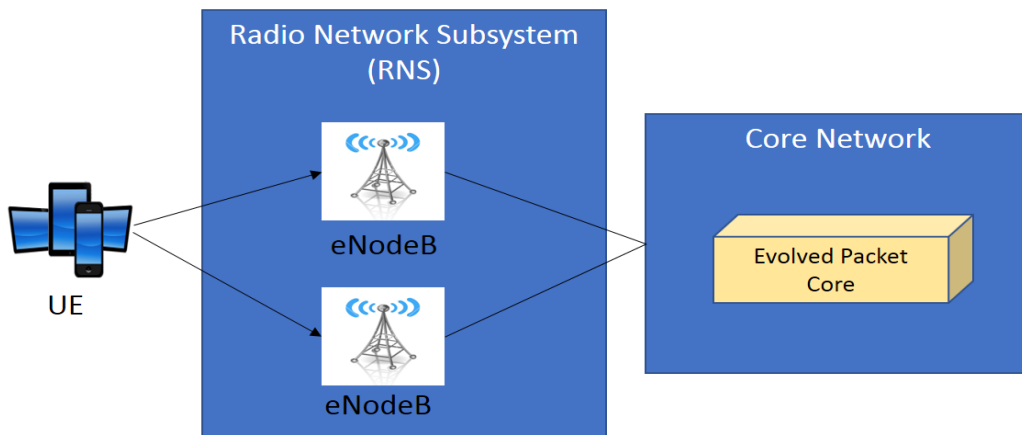 Radio Network Subsystem
(RNS)
Core Network
eNodeB
Evolved Packet
Core
UE
eNodeB